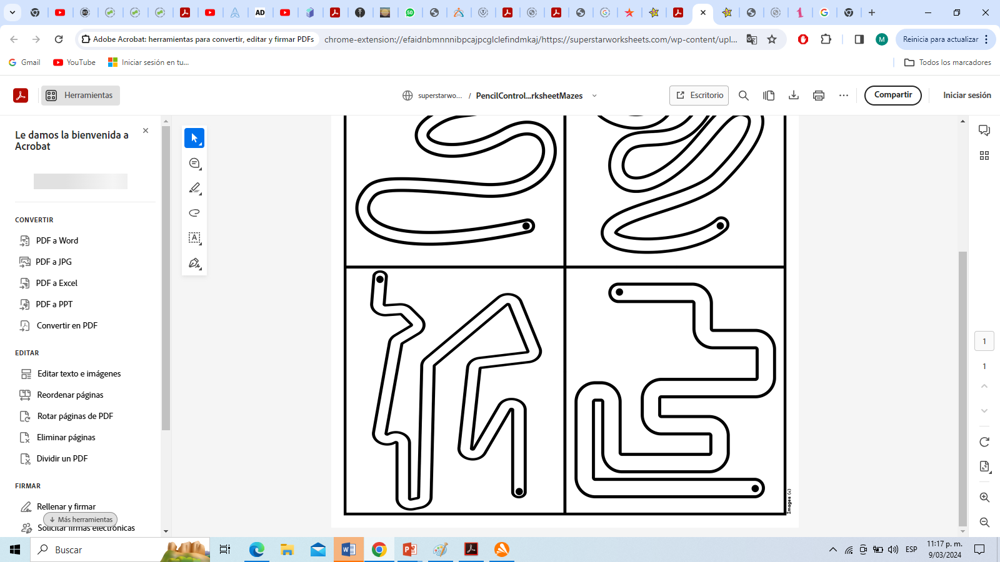 AD
50
Adobe Acrobat: herramientas para convertir, editar y firmar PDFs
chrome-extension://efaidnbmnnnibpcajpcglclefindmkaj/https://superstarworksheets.com/wp-content/upl...
M
Reinicia para actualizar
Gmail
YouTube
Iniciar sesión en tu...
Todos los marcadores
Herramientas
superstarwo... / PencilControl...rksheetMazes
Escritorio
Compartir
Iniciar sesión
Le damos la bienvenida a
Acrobat
CONVERTIR
PDF a Word
PDF a JPG
PDF a Excel
PDF a PPT
Convertir en PDF
EDITAR
Editar texto e imágenes
Reordenar páginas
Rotar páginas de PDF
Eliminar páginas
Dividir un PDF
FIRMAR
Rellenar y firmar
Más herramientas
Solicitar firmas electrónicas
Images (c)
1
1
Buscar
ESP
11:17 p. m.
9/03/2024